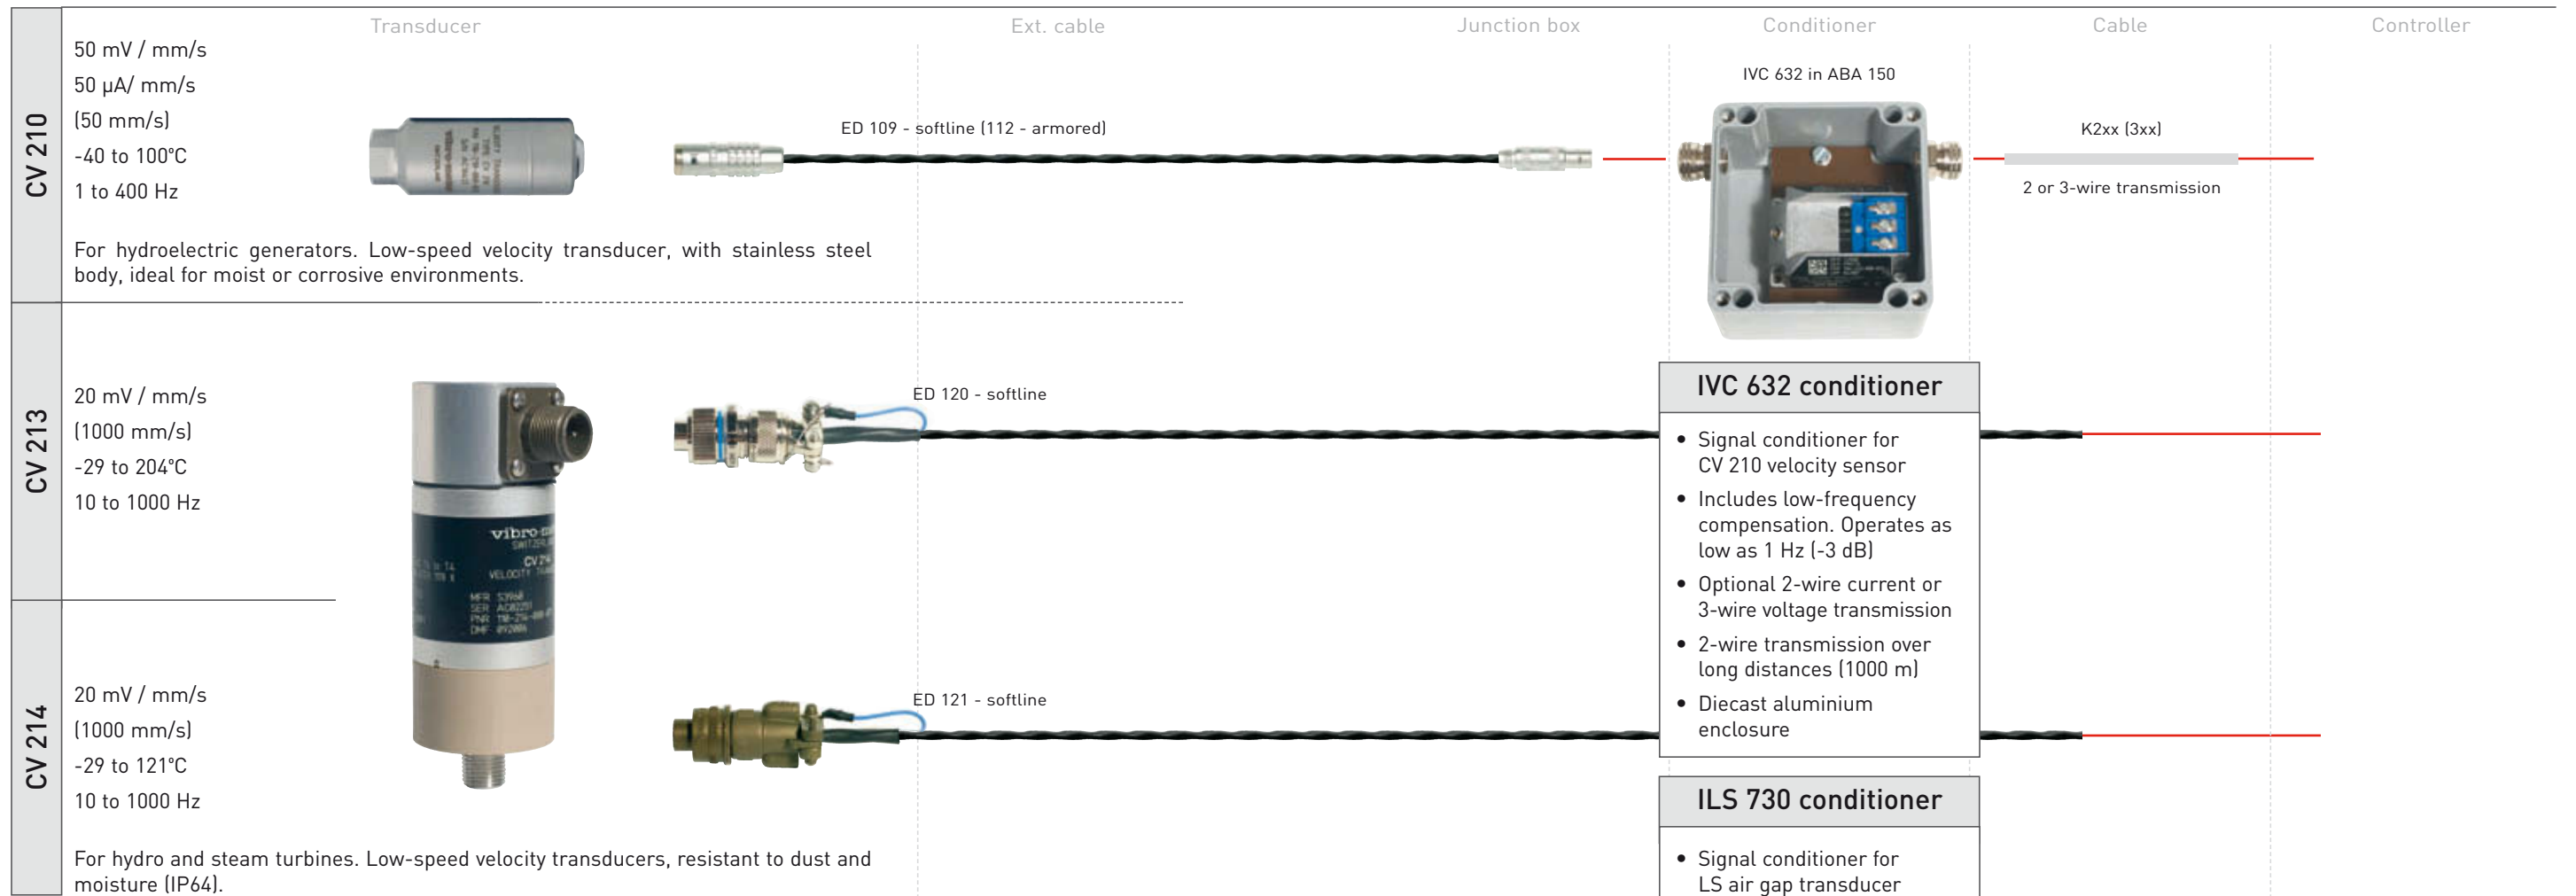 Transducer
Ext. cable
Junction box
Conditioner
Cable
Controller
CV 210
50 mV / mm/s
50 µA/ mm/s
(50 mm/s)
-40 to 100°C
1 to 400 Hz
ED 109 - softline (112 - armored)
IVC 632 in ABA 150
K2xx (3xx)
2 or 3-wire transmission
For hydroelectric generators. Low-speed velocity transducer, with stainless steel
body, ideal for moist or corrosive environments.
CV 213
20 mV / mm/s
(1000 mm/s)
-29 to 204°C
10 to 1000 Hz
ED 120 - softline
vibro-m
CV 214
VELOCITY
MFR S3960
CV 214
20 mV / mm/s
(1000 mm/s)
-29 to 121°C
10 to 1000 Hz
ED 121 - softline
For hydro and steam turbines. Low-speed velocity transducers, resistant to dust and
moisture (IP64).
IVC 632 conditioner
• Signal conditioner for
CV 210 velocity sensor
• Includes low-frequency
compensation. Operates as
low as 1 Hz (-3 dB)
• Optional 2-wire current or
3-wire voltage transmission
• 2-wire transmission over
long distances (1000 m)
• Diecast aluminium
enclosure
ILS 730 conditioner
• Signal conditioner for
LS air gap transducer